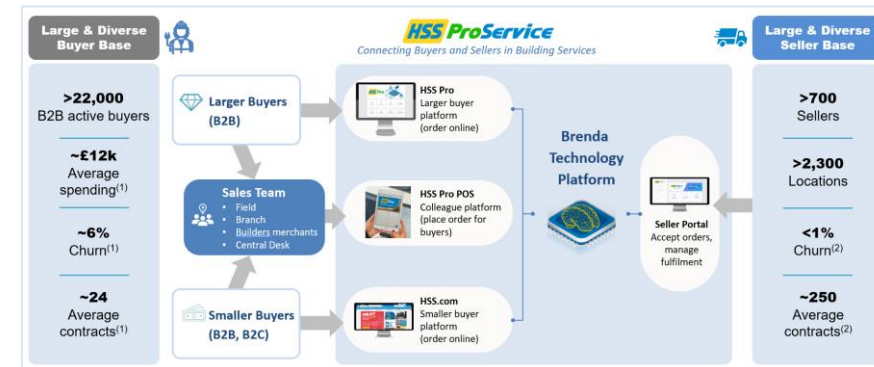 Large & Diverse
Buyer Base
HSS ProService
Connecting Buyers and Sellers in Building Services
Large & Diverse
Seller Base
>22,000
B2B active buyers
~£12k
Average
spending(1)
~6%
Churn(1)
~24
Average
contracts(1)
Larger Buyers
(B2B)
Sales Team
• Field
• Branch
• Builders merchants
• Central Desk
Smaller Buyers
(B2B, B2C)
HSS Pro
Larger buyer
platform
(order online)
HSS Pro POS
Colleague platform
(place order for
buyers)
HSS.com
Smaller buyer
platform
(order online)
Brenda
Technology
Platform
Seller Portal
Accept orders,
manage
fulfilment
>700
Sellers
>2,300
Locations
<1%
Churn(2)
~250
Average
contracts(2)